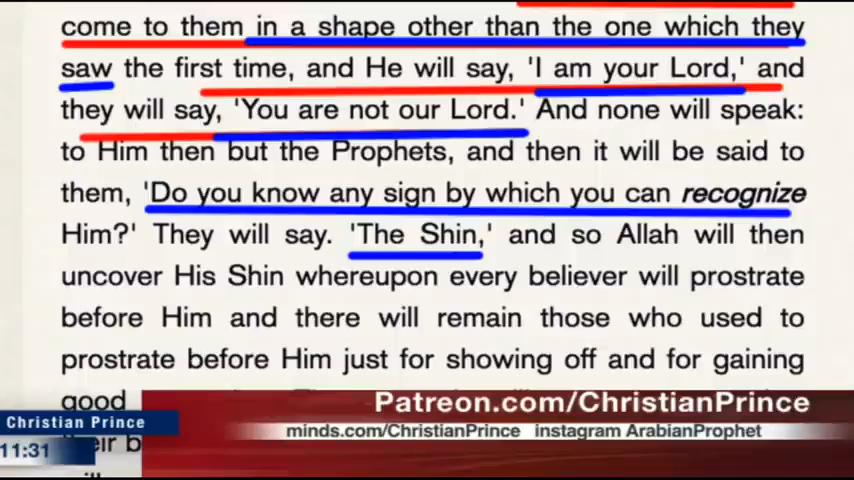 come to them in a shape other than the one which they
saw the first time, and He will say, 'I am your Lord,' and
they will say, 'You are not our Lord.' And none will speak:
to Him then but the Prophets, and then it will be said to
them, 'Do you know any sign by which you can recognize
Him?' They will say. 'The Shin,' and so Allah will then
uncover His Shin whereupon every believer will prostrate
before Him and there will remain those who used to
prostrate before Him just for showing off and for gaining
good
Patreon.com/ChristianPrince
Christian Prince
minds.com/ChristianPrince instagram ArabianProphet
11:31
their b